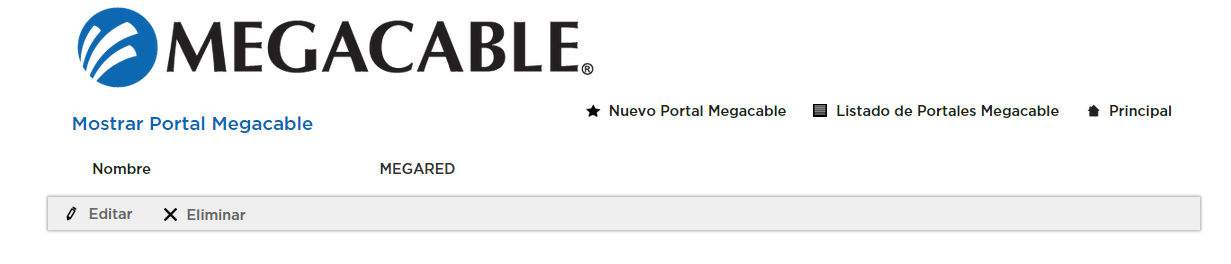 MEGACABLE®
Nuevo Portal Megacable Listado de Portales Megacable Principal
Mostrar Portal Megacable
Nombre MEGARED
Editar Eliminar